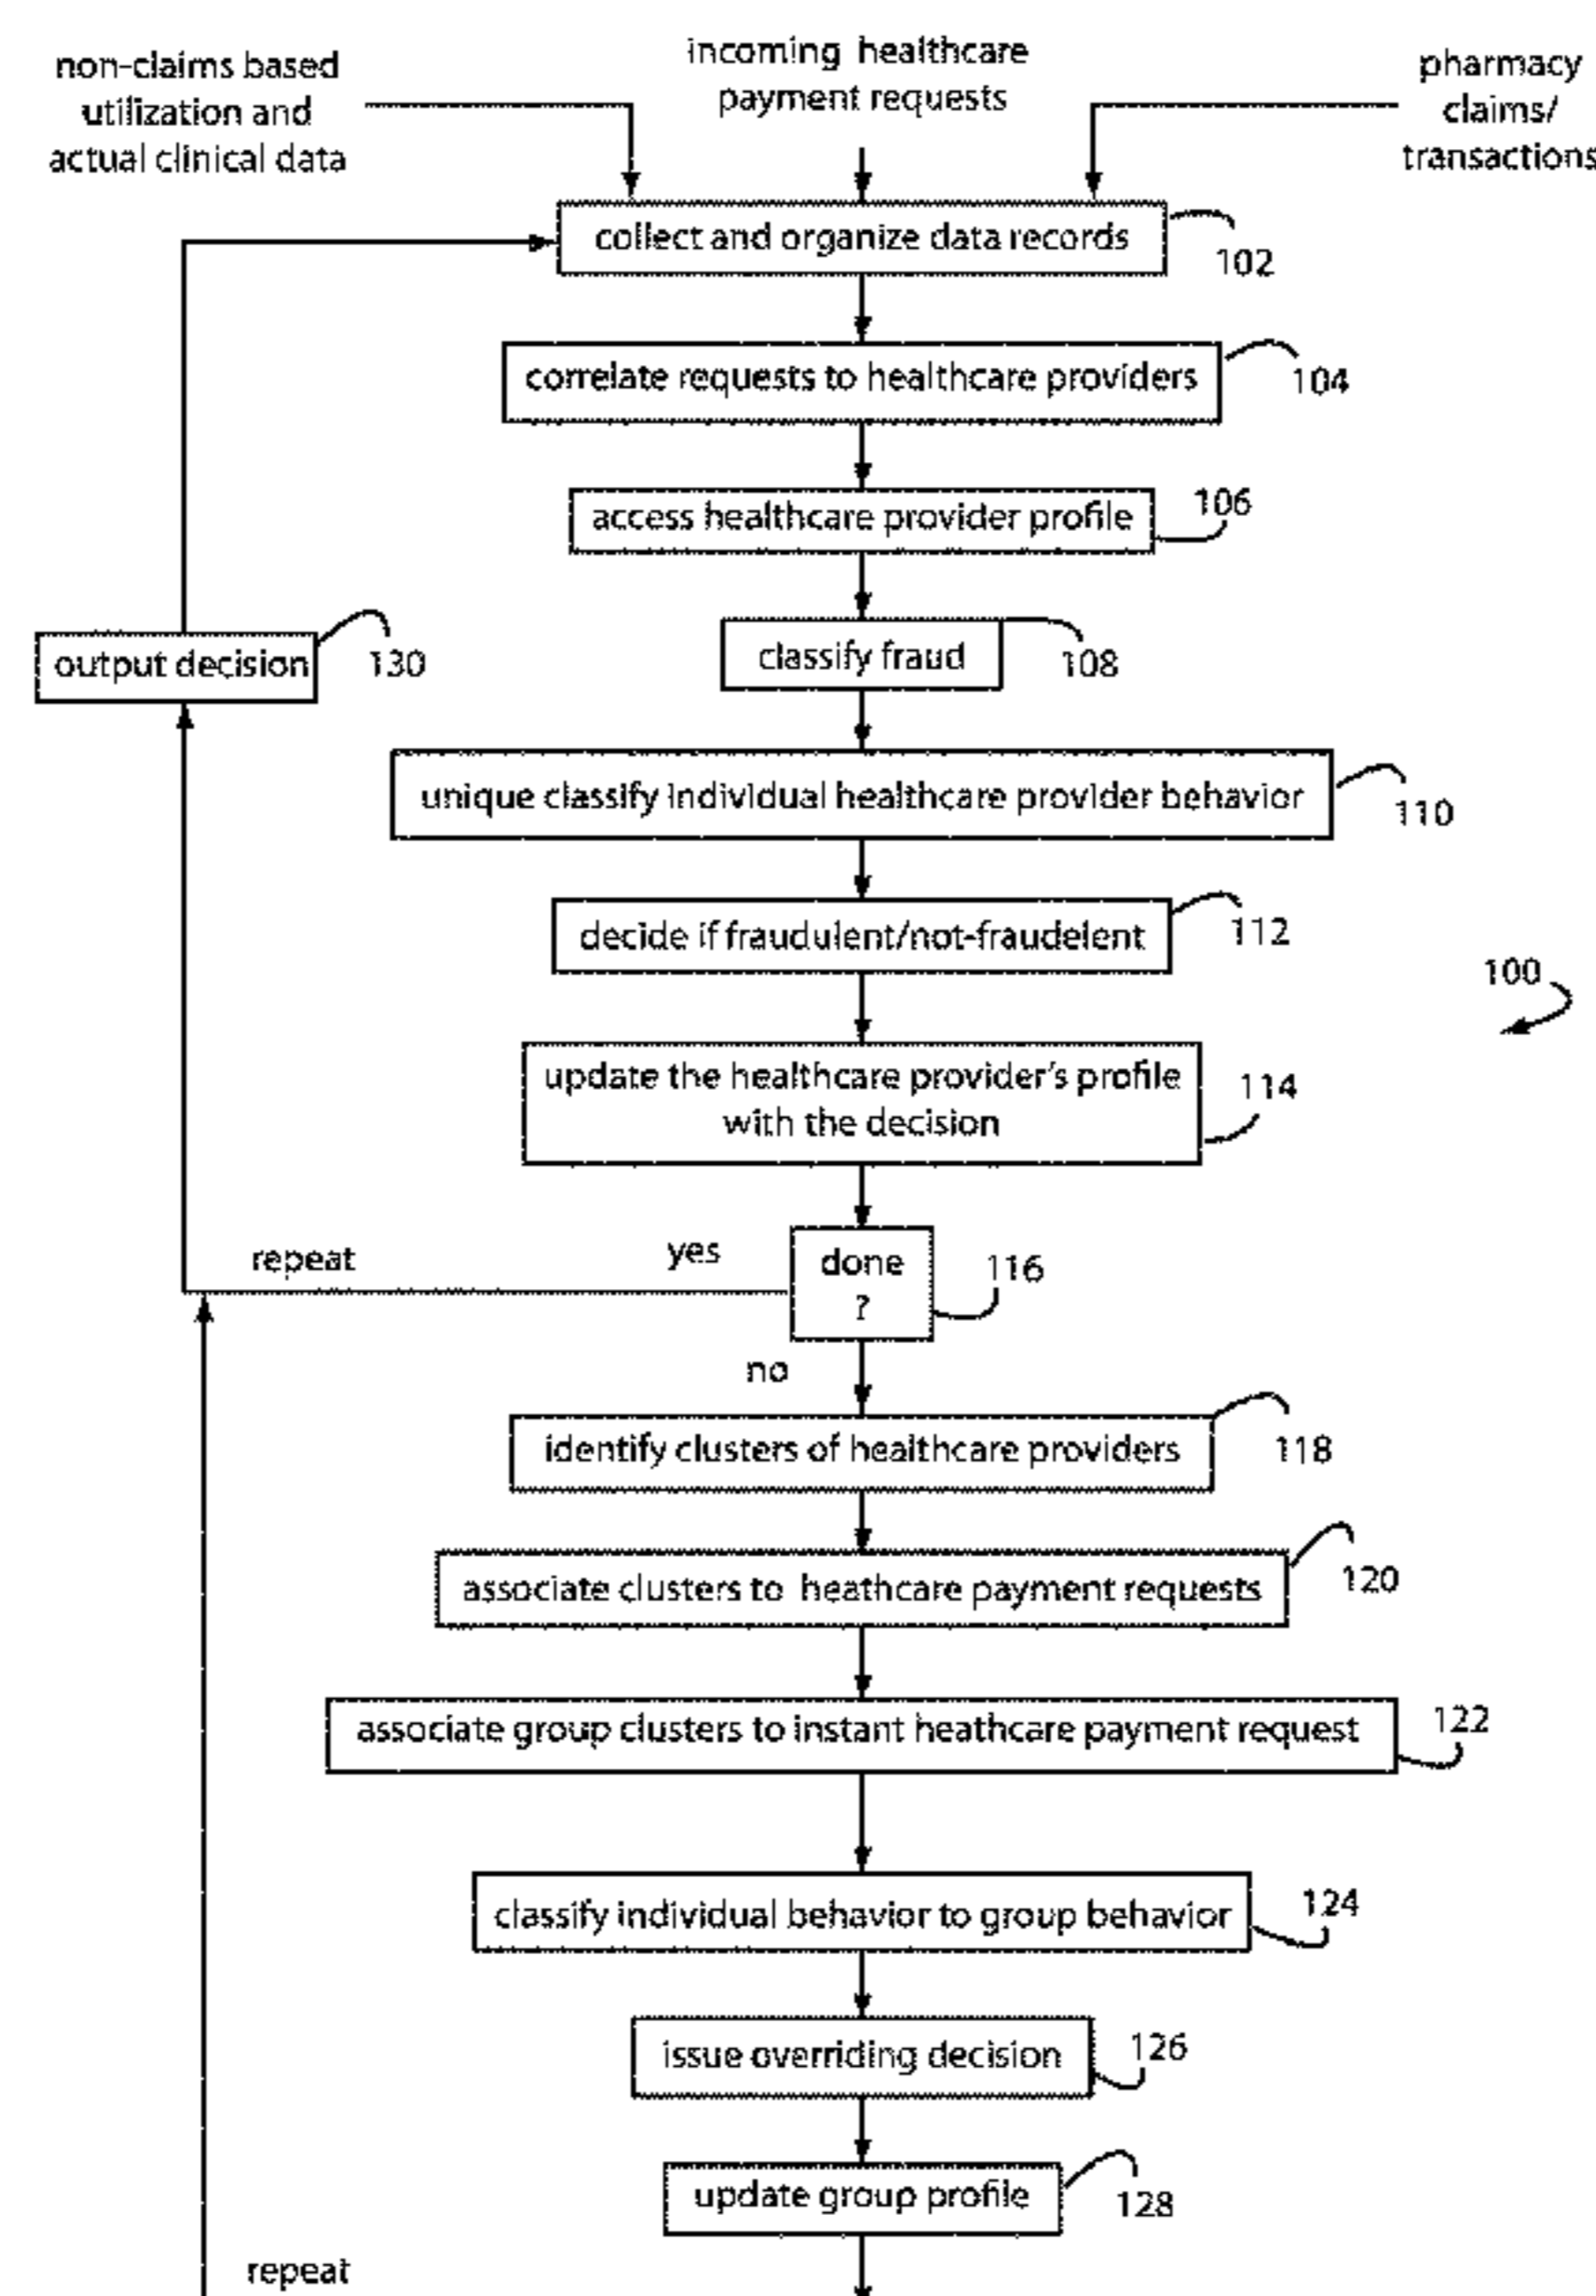 non-claims based
utilization and
actual clinical data
incoming healthcare
payment requests
pharmacy
claims/
transactions
collect and organize data records
102
correlate requests to healthcare providers
104
access healthcare provider profile
106
classify fraud
108
output decision
130
unique classify individual healthcare provider behavior
110
decide if fraudulent/not-fraudelent
112
100
update the healthcare provider's profile
with the decision
114
repeat
yes
done
?
116
no
identify clusters of healthcare providers
118
associate clusters to heathcare payment requests
120
associate group clusters to instant heathcare payment request
122
classify individual behavior to group behavior
124
issue overriding decision
126
update group profile
128
repeat